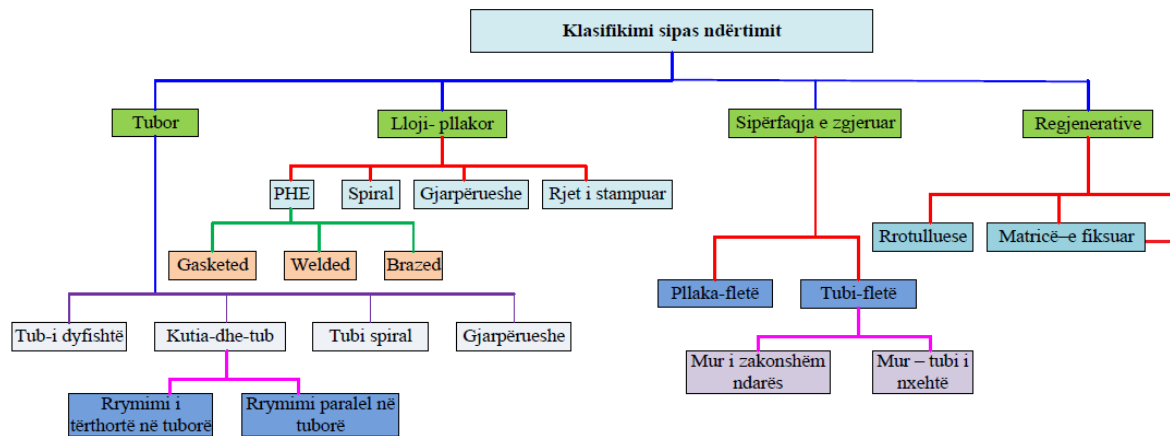 Klasifikimi sipas ndërtimit
Tubor
Lloji- pllakor
Sipërfaqja e zgjeruar
Regjenerative
PHE
Spiral
Gjarpërueshe
Rjet i stampuar
Rrotulluese
Matricë–e fiksuar
Gasketed
Welded
Brazed
Pllaka-fletë
Tubi-fletë
Tub-i dyfishtë
Kutia-dhe-tub
Tubi spiral
Gjarpërueshe
Mur i zakonshëm
ndarës
Mur – tubi i
nxehtë
Rrymimi i
tërthortë në tuborë
Rrymimi paralel në
tuborë